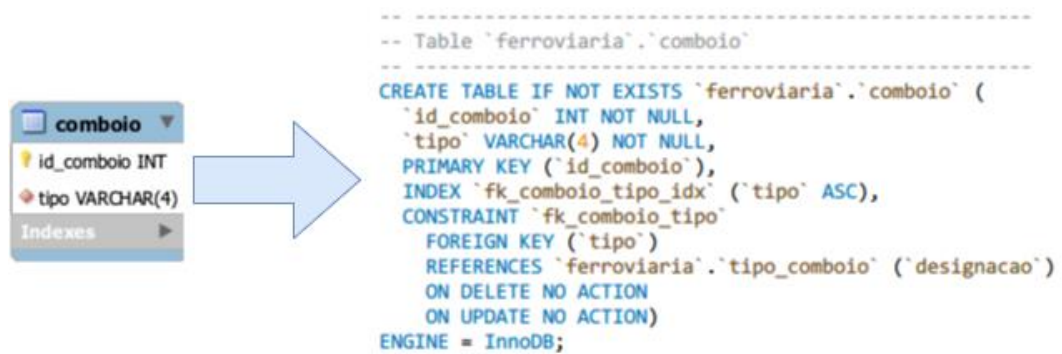 comboio
id_comboio INT
tipo VARCHAR(4)
Indexes
-- -----------------------------------------------------
-- Table `ferroviaria`.`comboio`
-- -----------------------------------------------------
CREATE TABLE IF NOT EXISTS `ferroviaria`.`comboio` (
`id_comboio` INT NOT NULL,
`tipo` VARCHAR(4) NOT NULL,
PRIMARY KEY (`id_comboio`),
INDEX `fk_comboio_tipo_idx` (`tipo` ASC),
CONSTRAINT `fk_comboio_tipo`
FOREIGN KEY (`tipo`)
REFERENCES `ferroviaria`.`tipo_comboio` (`designacao`)
ON DELETE NO ACTION
ON UPDATE NO ACTION)
ENGINE = InnoDB;